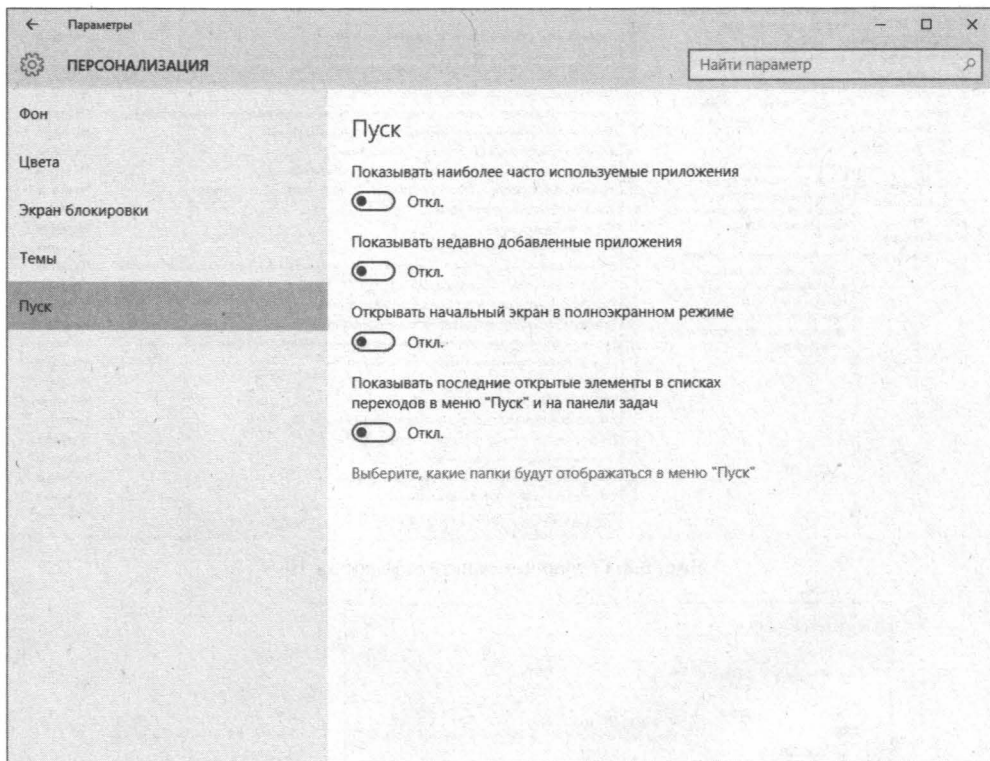 Параметры
ПЕРСОНАЛИЗАЦИЯ
Найти параметр
Фон
Цвета
Экран блокировки
Темы
Пуск
Пуск
Показывать наиболее часто используемые приложения
Откл.
Показывать недавно добавленные приложения
Откл.
Открывать начальный экран в полноэкранном режиме
Откл.
Показывать последние открытые элементы в списках
переходов в меню "Пуск" и на панели задач
Откл.
Выберите, какие папки будут отображаться в меню "Пуск"